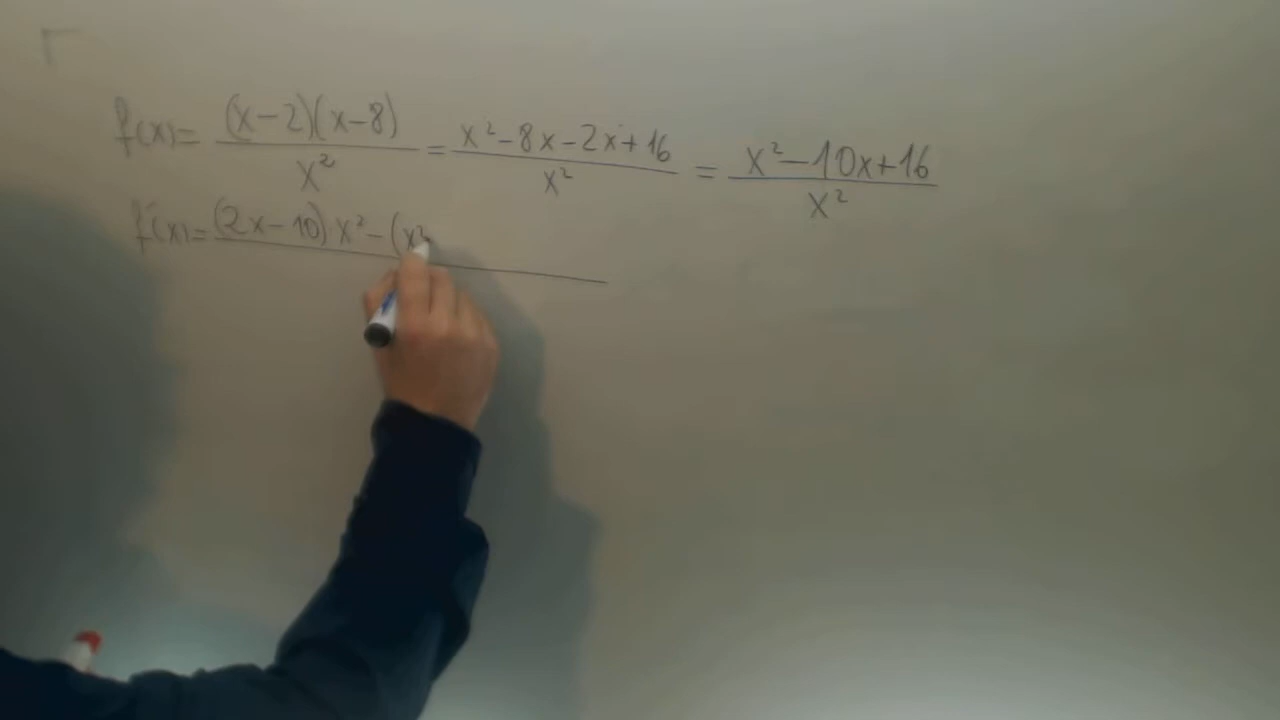 f(x)= (x-2)(x-8) / x² = x²-8x-2x+16 / x² = x²-10x+16 / x²
f'(x)= (2x-10) x² - (x²